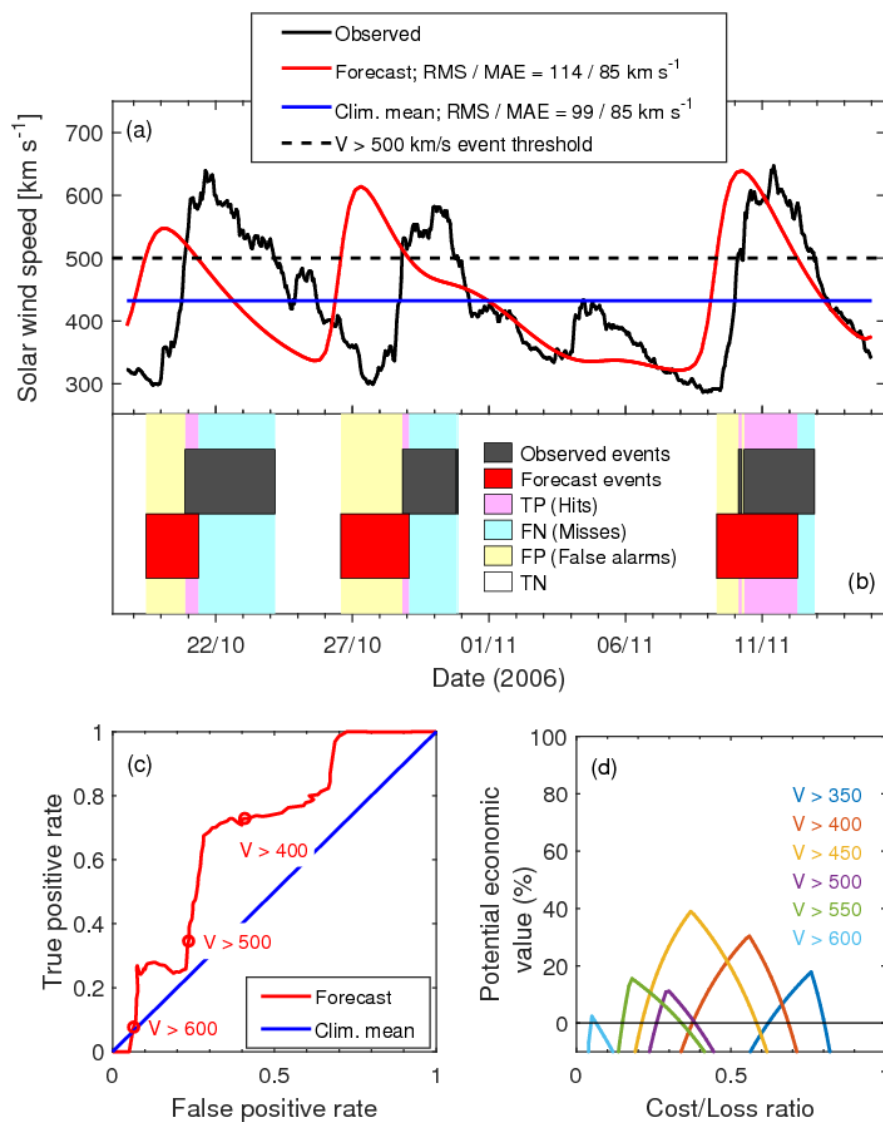 Observed
Forecast; RMS / MAE = 114 / 85 km s⁻¹
Clim. mean; RMS / MAE = 99 / 85 km s⁻¹
V > 500 km/s event threshold
(a)
Solar wind speed [km s⁻¹]
700
600
500
400
300
Observed events
Forecast events
TP (Hits)
FN (Misses)
FP (False alarms)
TN
(b)
22/10
27/10
01/11
06/11
11/11
Date (2006)
(c)
True positive rate
1
0.8
0.6
0.4
0.2
0
V > 400
V > 500
V > 600
Forecast
Clim. mean
0
0.5
1
False positive rate
(d)
Potential economic
value (%)
100
80
60
40
20
0
V > 350
V > 400
V > 450
V > 500
V > 550
V > 600
0
0.5
1
Cost/Loss ratio